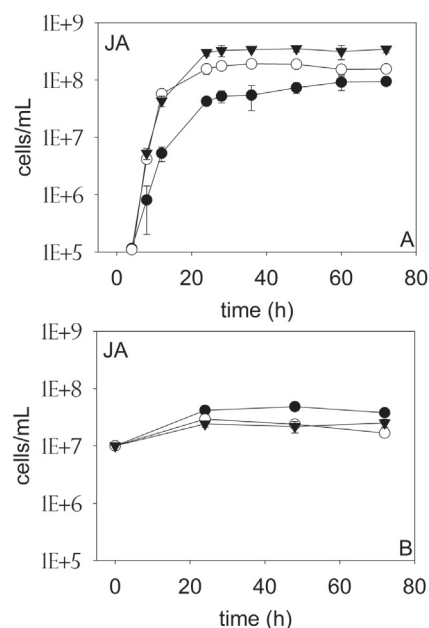 JA
1E+9
1E+8
1E+7
1E+6
1E+5
cells/mL
0 20 40 60 80
time (h)
A
JA
1E+9
1E+8
1E+7
1E+6
1E+5
cells/mL
0 20 40 60 80
time (h)
B